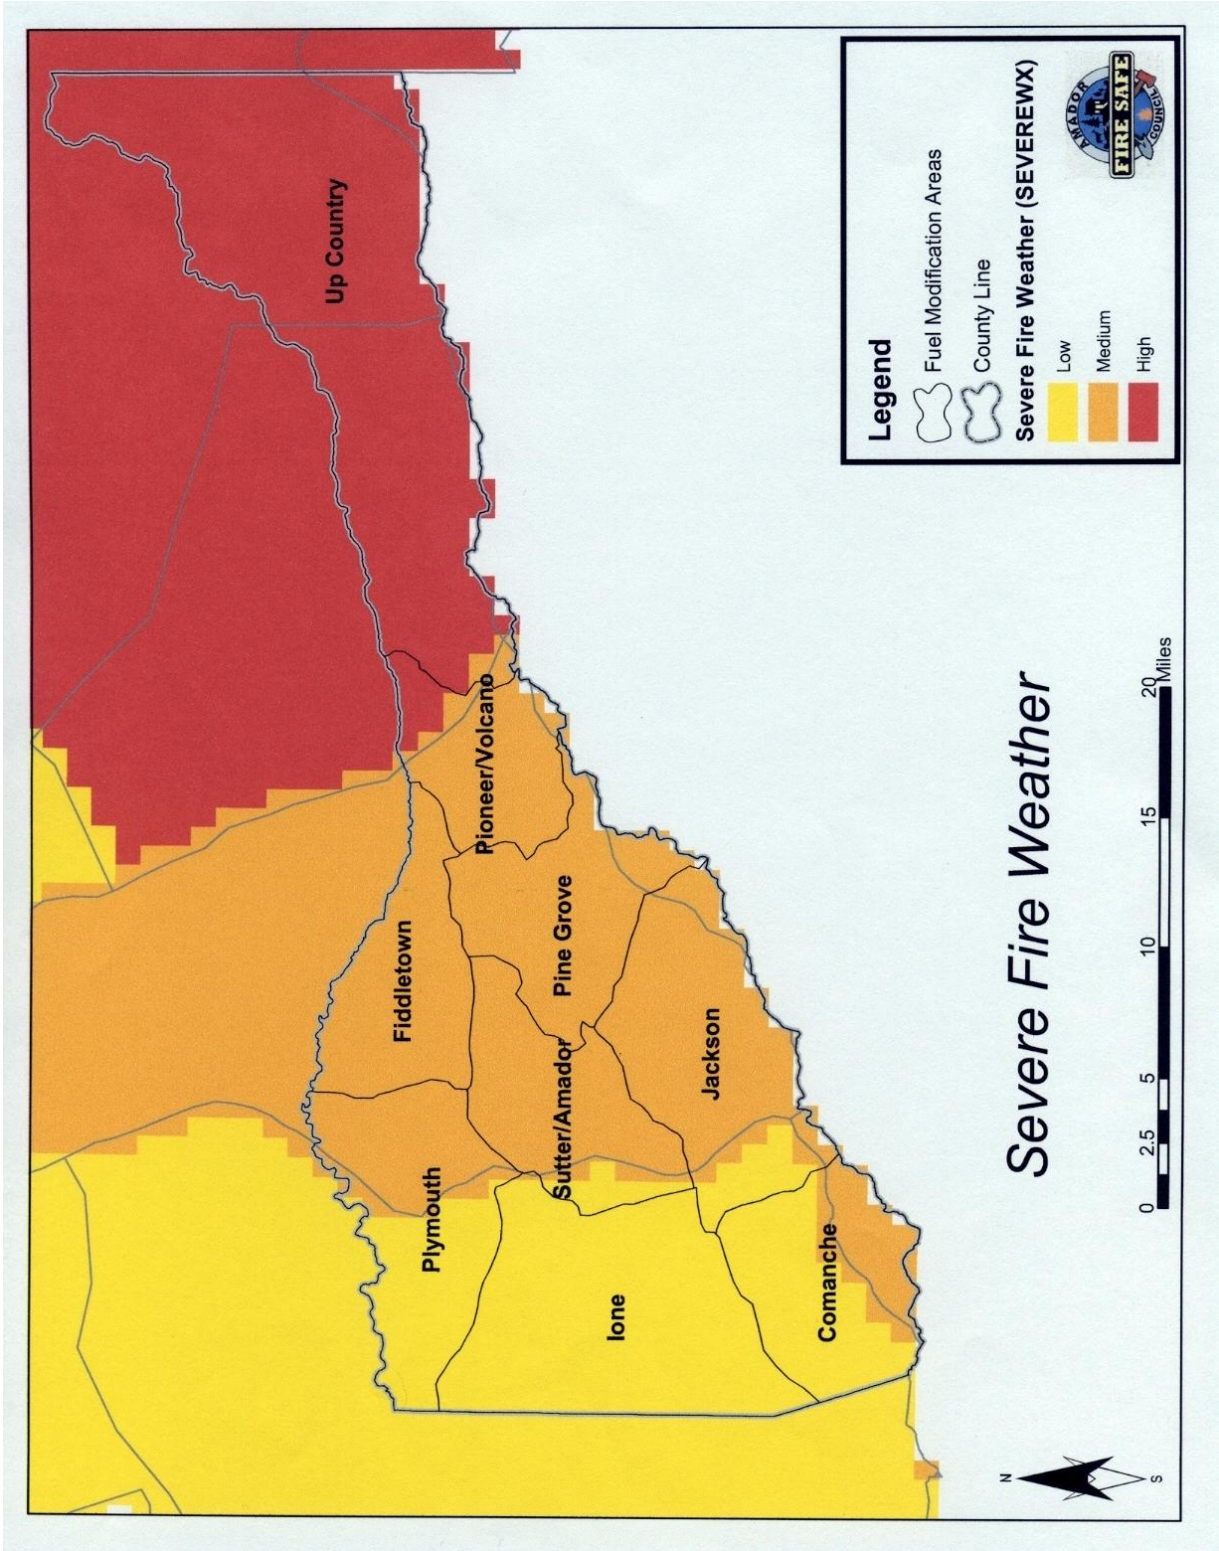 Up Country
Pioneer/Volcano
Fiddletown
Pine Grove
Sutter/Amador
Jackson
Plymouth
Ione
Comanche
Severe Fire Weather
0 2.5 5 10 15 20
Miles
N
S
Legend
Fuel Modification Areas
County Line
Severe Fire Weather (SEVEREWX)
Low
Medium
High
AMADOR
FIRE SAFE
COUNCIL